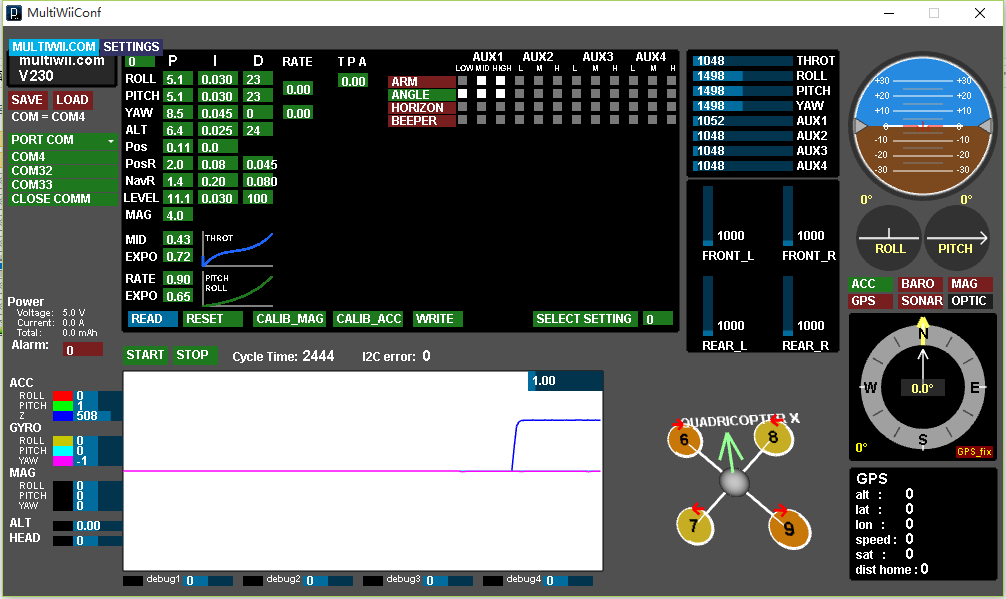 MultiWiiConf
MULTIWII.COM SETTINGS
multiwii.com
V230
SAVE LOAD
COM = COM4
PORT COM
COM4
COM32
COM33
CLOSE COMM
Power
Voltage: 5.0 V
Current: 0.0 A
Total: 0.0 mAh
Alarm: 0
0 P I D RATE T P A
ROLL 5.1 0.030 23
PITCH 5.1 0.030 23
0.00 0.00
YAW 8.5 0.045 0 0.00
ALT 6.4 0.025 24
Pos 0.11 0.0
PosR 2.0 0.08 0.045
NavR 1.4 0.20 0.080
LEVEL 11.1 0.030 100
MAG 4.0
MID 0.43
EXPO 0.72
THROT
RATE 0.90
EXPO 0.65
PITCH
ROLL
READ RESET CALIB_MAG CALIB_ACC WRITE SELECT SETTING 0
AUX1 AUX2 AUX3 AUX4
LOW MID HIGH L M H L M H L M H
ARM
ANGLE
HORIZON
BEEPER
1048 THROT
1498 ROLL
1498 PITCH
1498 YAW
1052 AUX1
1048 AUX2
1048 AUX3
1048 AUX4
1000 1000
FRONT_L FRONT_R
1000 1000
REAR_L REAR_R
+30 +30
+20 +20
+10 +10
0 0
-10 -10
-20 -20
-30 -30
0° 0°
ROLL PITCH
ACC BARO MAG
GPS SONAR OPTIC
N
W E
S
0.0°
0°
GPS_fix
GPS
alt : 0
lat : 0
lon : 0
speed : 0
sat : 0
dist home : 0
START STOP Cycle Time: 2444 I2C error: 0
1.00
ACC
ROLL 0
PITCH 1
Z 508
GYRO
ROLL 0
PITCH 0
YAW -1
MAG
ROLL 0
PITCH 0
YAW 0
ALT 0.00
HEAD 0
debug1 0 debug2 0 debug3 0 debug4 0
QUADRICOPTER X
6 8
7 9